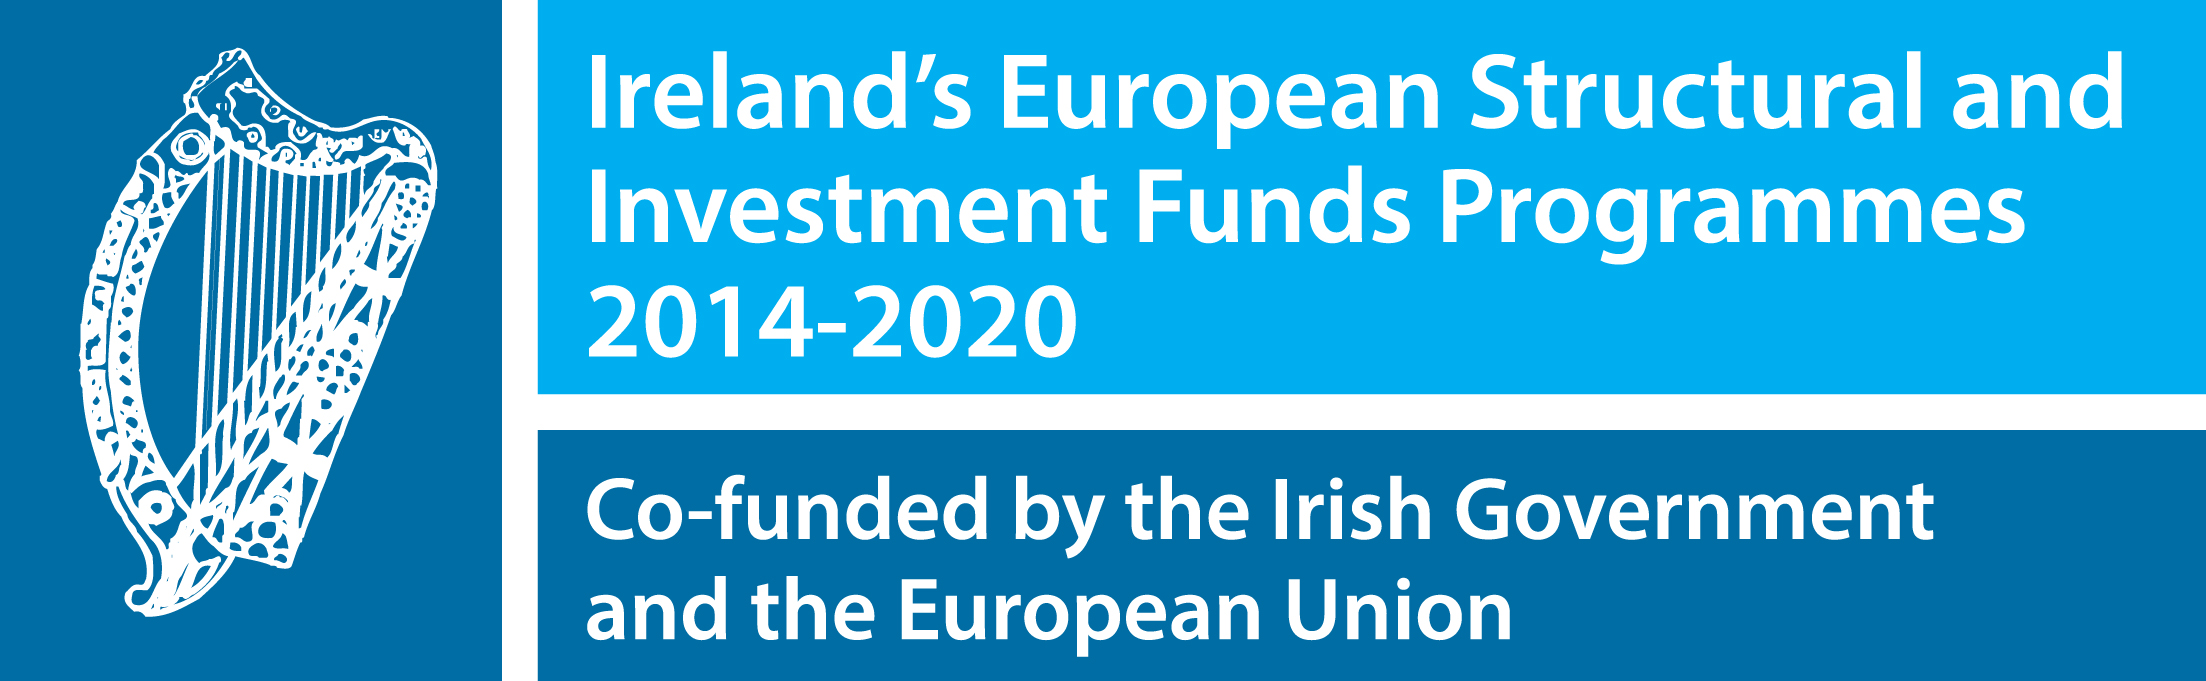 Ireland’s European Structural and
Investment Funds Programmes
2014-2020
Co-funded by the Irish Government
and the European Union